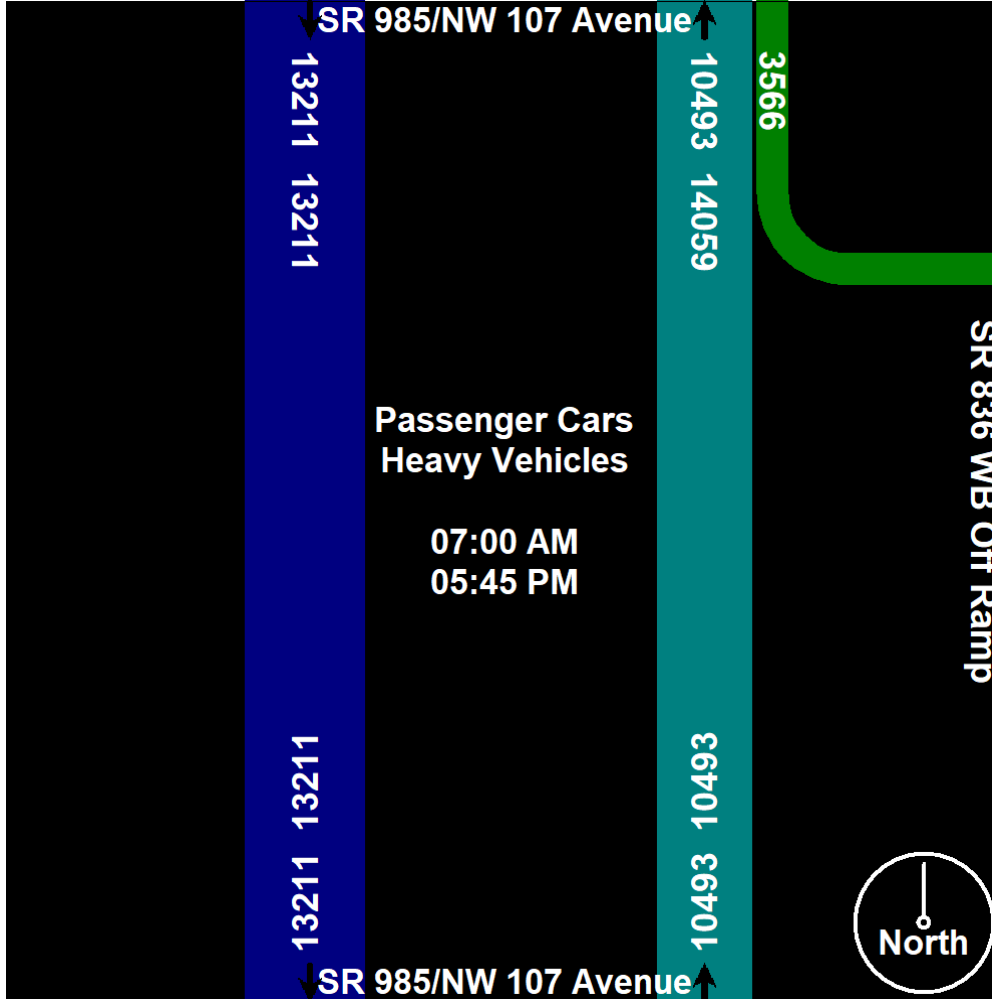 SR 985/NW 107 Avenue
13211 13211
10493 14059
3566
SR 836 WB Off Ramp
Passenger Cars
Heavy Vehicles
07:00 AM
05:45 PM
13211 13211
10493 10493
North
SR 985/NW 107 Avenue